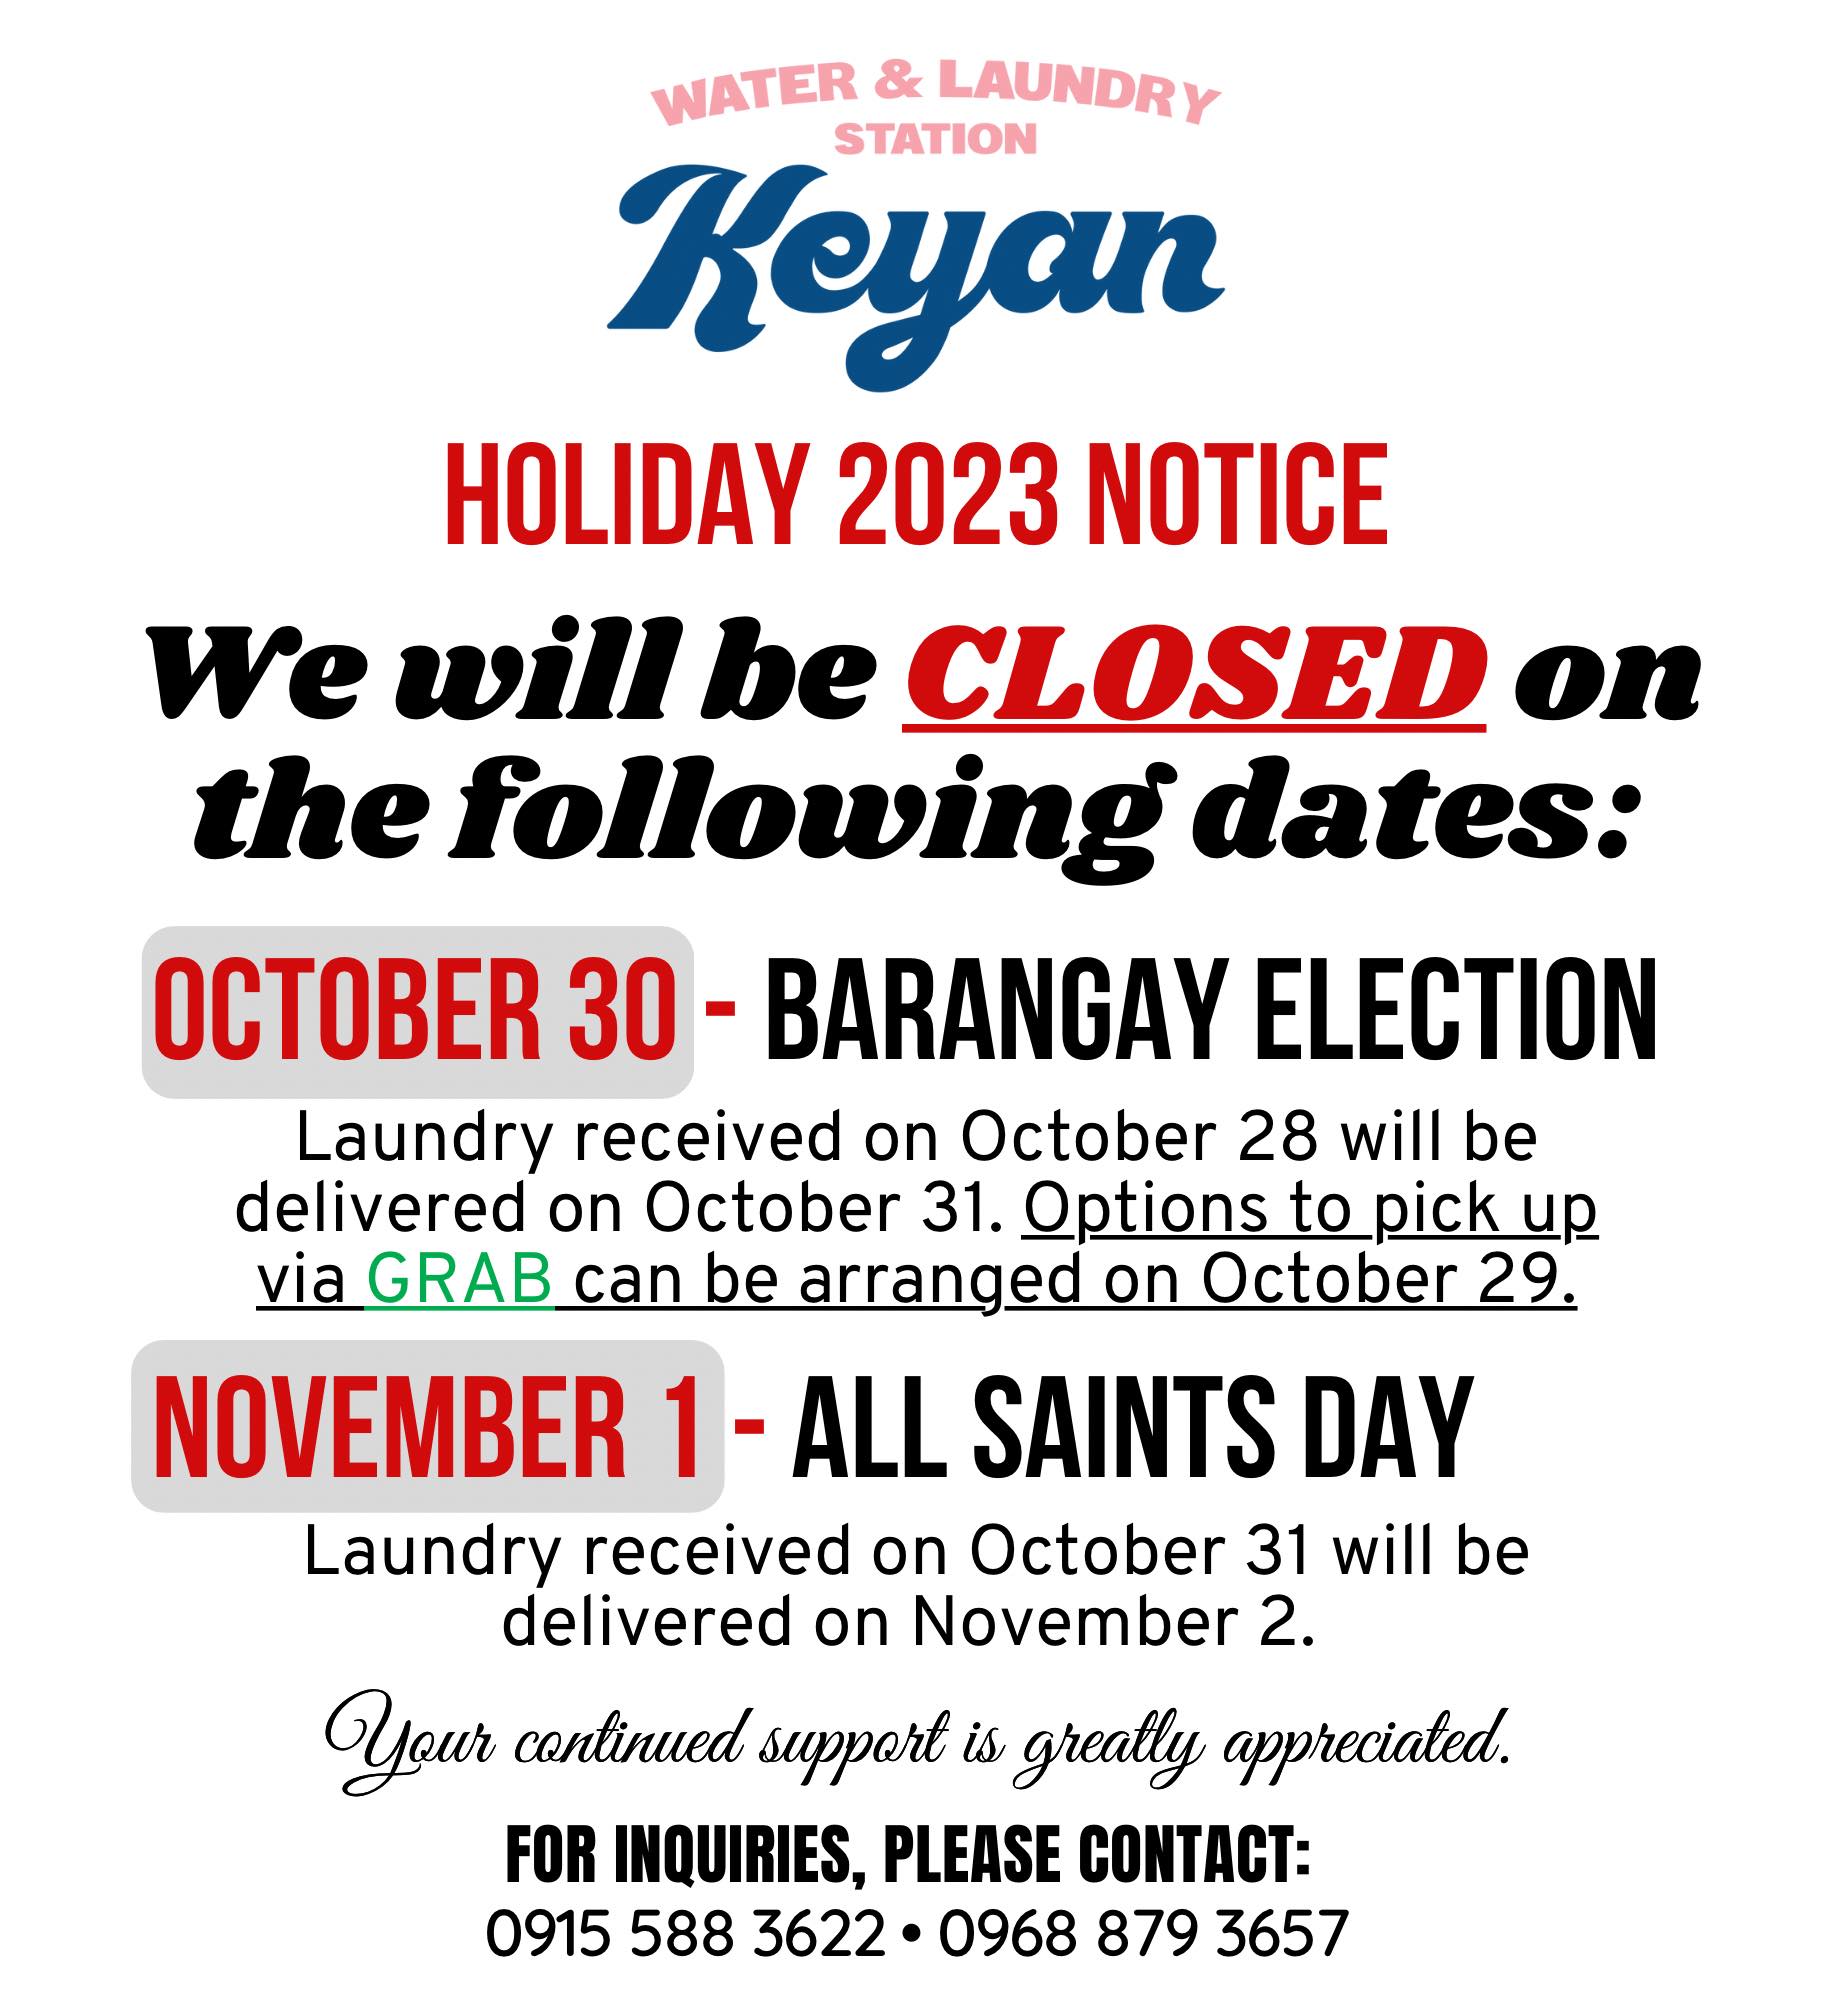 WATER & LAUNDRY
STATION
Keyan
HOLIDAY 2023 NOTICE
We will be CLOSED on
the following dates:
OCTOBER 30 - BARANGAY ELECTION
Laundry received on October 28 will be
delivered on October 31. Options to pick up
via GRAB can be arranged on October 29.
NOVEMBER 1 - ALL SAINTS DAY
Laundry received on October 31 will be
delivered on November 2.
Your continued support is greatly appreciated.
FOR INQUIRIES, PLEASE CONTACT:
0915 588 3622 • 0968 879 3657